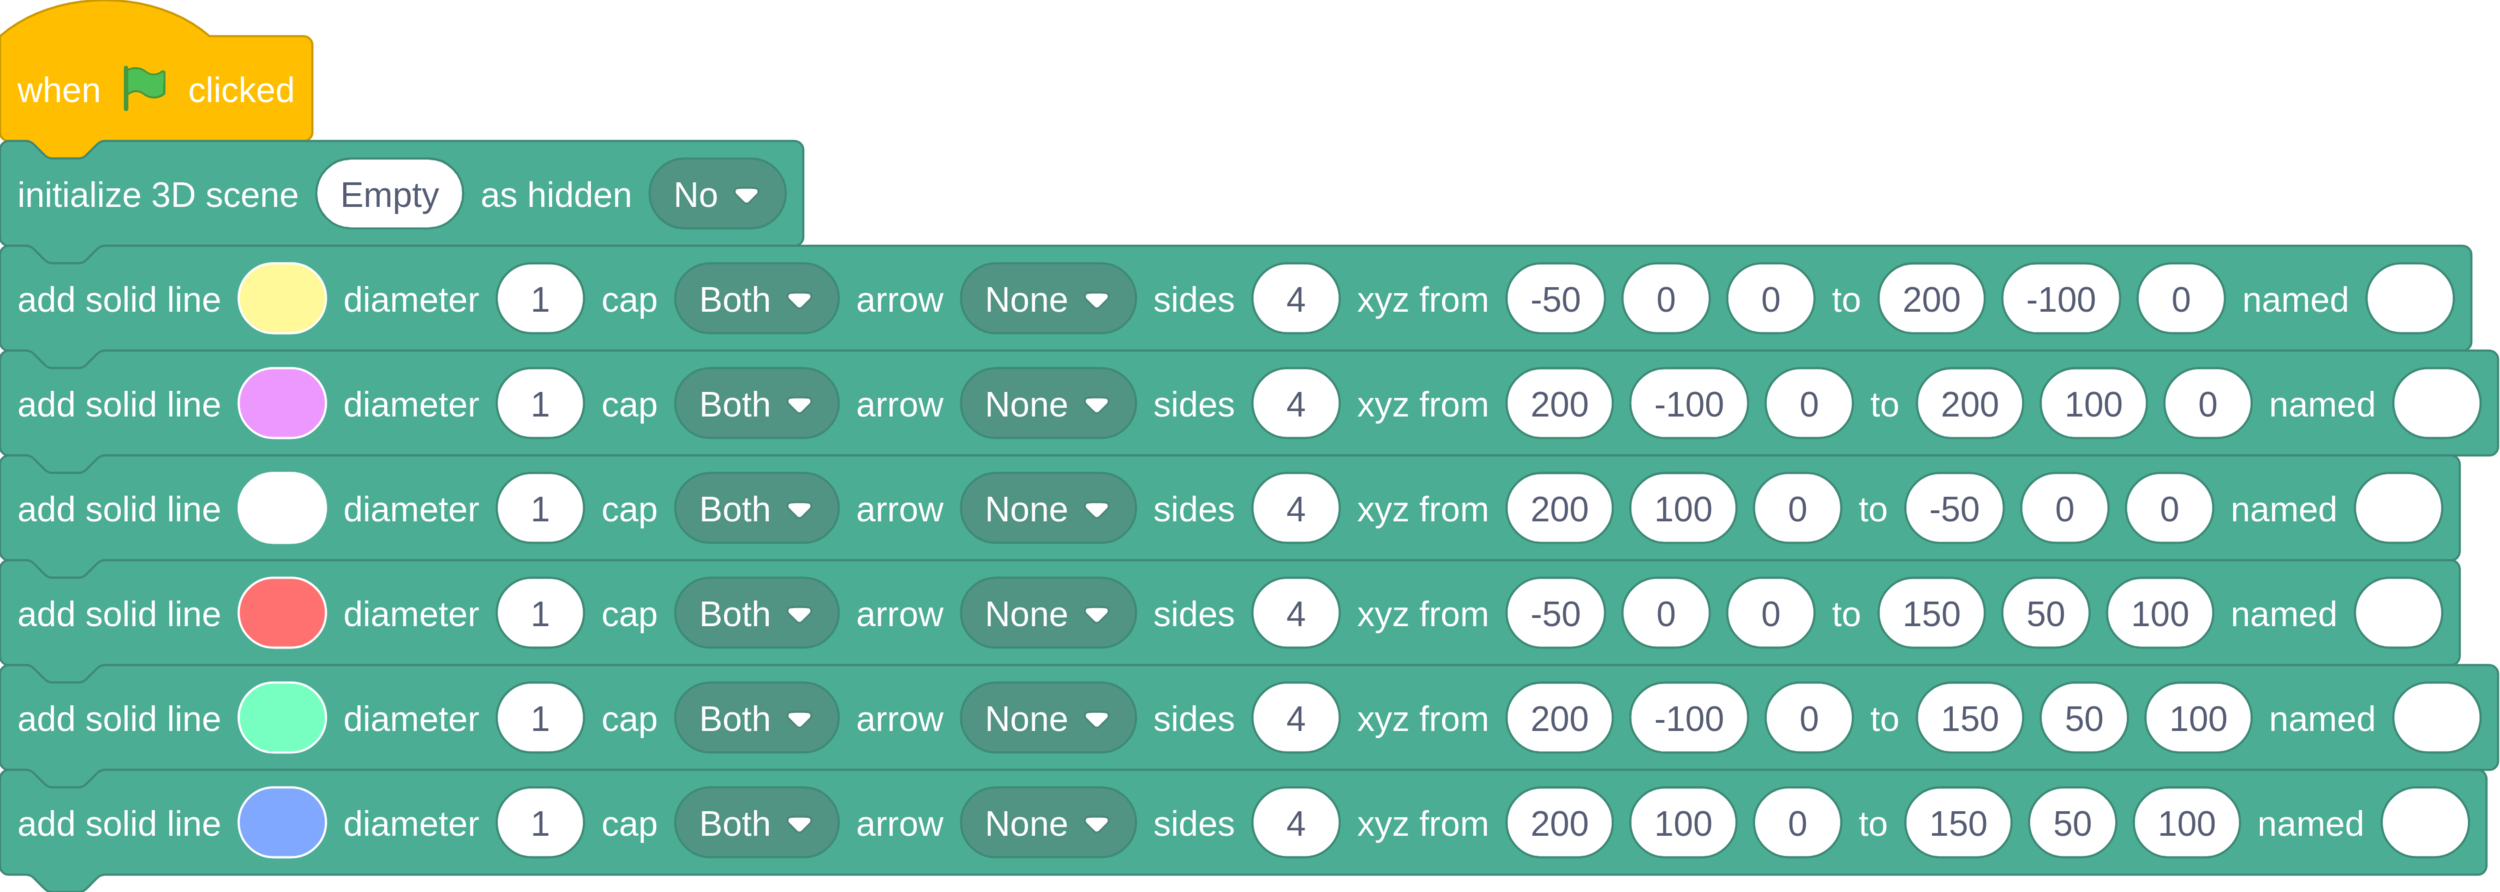 when clicked
initialize 3D scene Empty as hidden No
add solid line diameter 1 cap Both arrow None sides 4 xyz from -50 0 0 to 200 -100 0 named
add solid line diameter 1 cap Both arrow None sides 4 xyz from 200 -100 0 to 200 100 0 named
add solid line diameter 1 cap Both arrow None sides 4 xyz from 200 100 0 to -50 0 0 named
add solid line diameter 1 cap Both arrow None sides 4 xyz from -50 0 0 to 150 50 100 named
add solid line diameter 1 cap Both arrow None sides 4 xyz from 200 -100 0 to 150 50 100 named
add solid line diameter 1 cap Both arrow None sides 4 xyz from 200 100 0 to 150 50 100 named